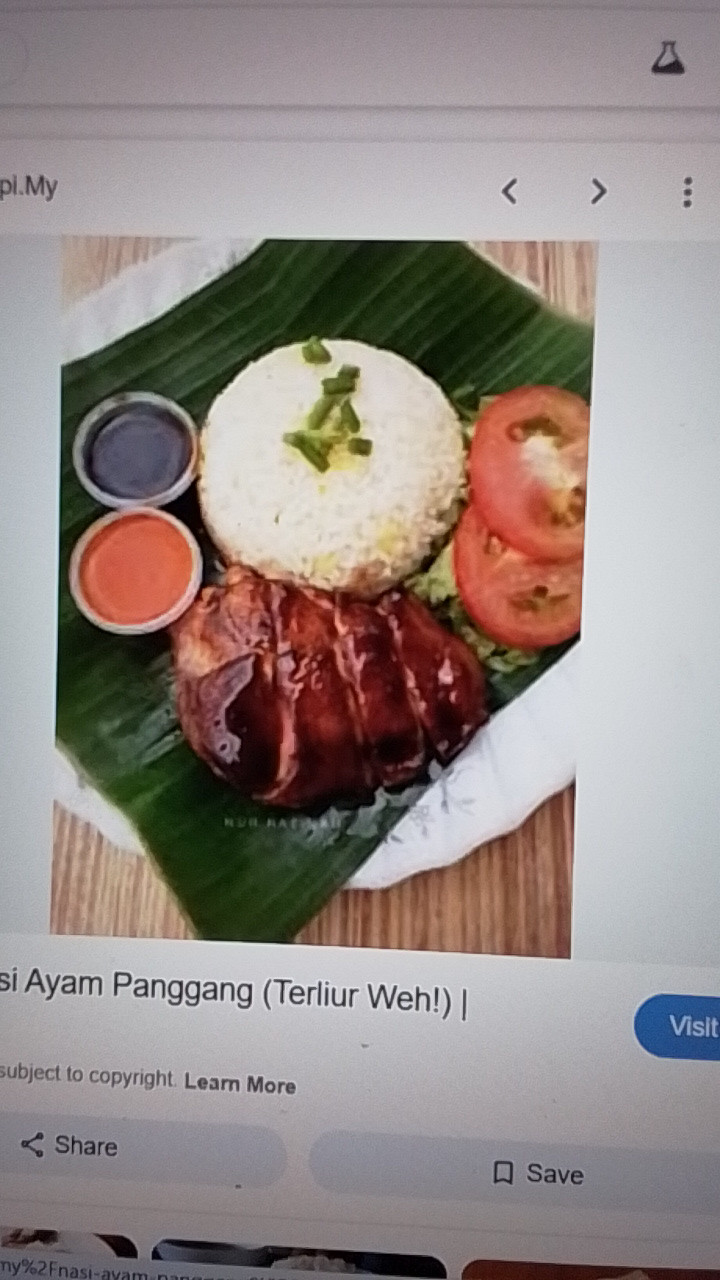 pi.My
si Ayam Panggang (Terliur Weh!) |
Visit
subject to copyright. Learn More
Share
Save